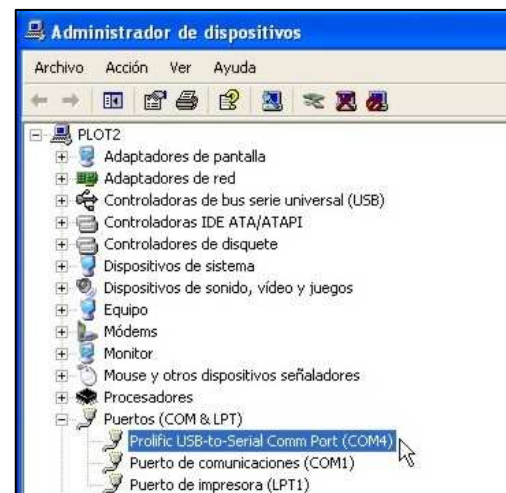 Administrador de dispositivos
Archivo Acción Ver Ayuda
PLOT2
Adaptadores de pantalla
Adaptadores de red
Controladoras de bus serie universal (USB)
Controladoras IDE ATA/ATAPI
Controladores de disquete
Dispositivos de sistema
Dispositivos de sonido, vídeo y juegos
Equipo
Módems
Monitor
Mouse y otros dispositivos señaladores
Procesadores
Puertos (COM & LPT)
Prolific USB-to-Serial Comm Port (COM4)
Puerto de comunicaciones (COM1)
Puerto de impresora (LPT1)